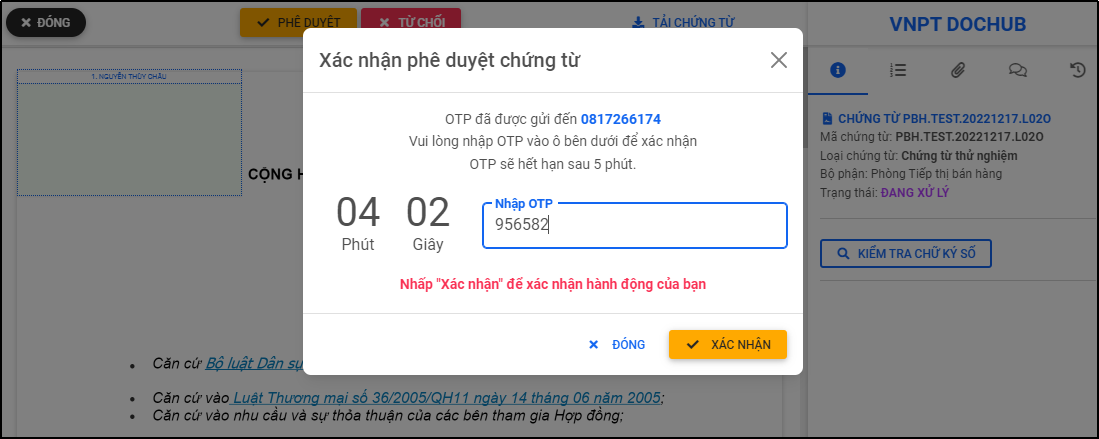 ĐÓNG
PHÊ DUYỆT
TỪ CHỐI
TẢI CHỨNG TỪ
VNPT DOCHUB
1. NGUYỄN THÙY CHÂU
CỘNG H
Xác nhận phê duyệt chứng từ
OTP đã được gửi đến 0817266174
Vui lòng nhập OTP vào ô bên dưới để xác nhận
OTP sẽ hết hạn sau 5 phút.
04
Phút
02
Giây
Nhập OTP
956582
Nhấp "Xác nhận" để xác nhận hành động của bạn
ĐÓNG
XÁC NHẬN
CHỨNG TỪ PBH.TEST.20221217.L02O
Mã chứng từ: PBH.TEST.20221217.L02O
Loại chứng từ: Chứng từ thử nghiệm
Bộ phận: Phòng Tiếp thị bán hàng
Trạng thái: ĐANG XỬ LÝ
KIỂM TRA CHỮ KÝ SỐ
Căn cứ Bộ luật Dân sự
Căn cứ vào Luật Thương mại số 36/2005/QH11 ngày 14 tháng 06 năm 2005;
Căn cứ vào nhu cầu và sự thỏa thuận của các bên tham gia Hợp đồng;